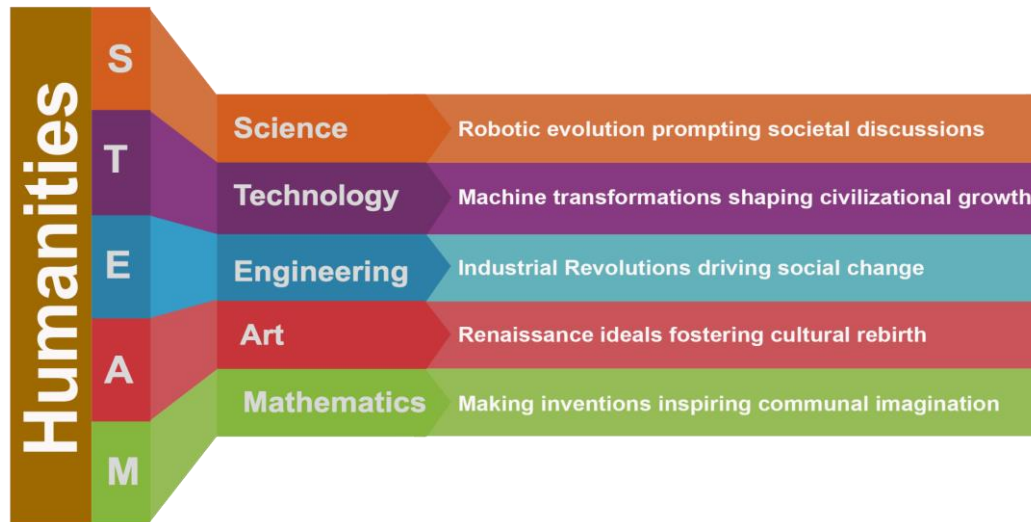 Humanities
S
T
E
A
M
Science
Robotic evolution prompting societal discussions
Technology
Machine transformations shaping civilizational growth
Engineering
Industrial Revolutions driving social change
Art
Renaissance ideals fostering cultural rebirth
Mathematics
Making inventions inspiring communal imagination